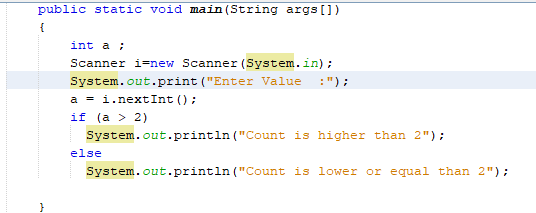 public static void main(String args[])
{
int a ;
Scanner i=new Scanner(System.in);
System.out.print("Enter Value  :");
a = i.nextInt();
if (a > 2)
System.out.println("Count is higher than 2");
else
System.out.println("Count is lower or equal than 2");
}